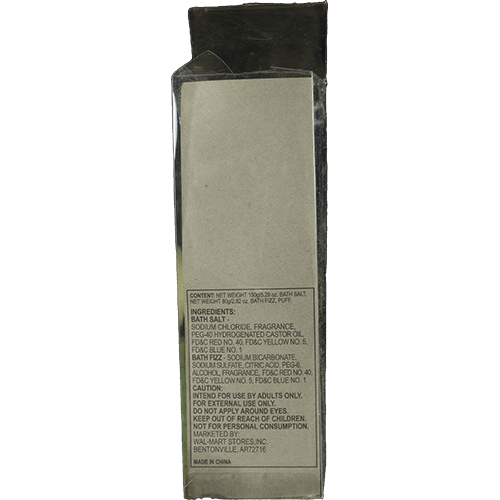 CONTENT: NET WEIGHT 150g/5.29 oz. BATH SALT,
NET WEIGHT 80g/2.82 oz. BATH FIZZ, PUFF.
INGREDIENTS:
BATH SALT -
SODIUM CHLORIDE, FRAGRANCE,
PEG-40 HYDROGENATED CASTOR OIL,
FD&C RED NO. 40, FD&C YELLOW NO. 5,
FD&C BLUE NO. 1
BATH FIZZ - SODIUM BICARBONATE,
SODIUM SULFATE, CITRIC ACID, PEG-8,
ALCOHOL, FRAGRANCE, FD&C RED NO. 40,
FD&C YELLOW NO. 5, FD&C BLUE NO. 1
CAUTION:
INTEND FOR USE BY ADULTS ONLY.
FOR EXTERNAL USE ONLY.
DO NOT APPLY AROUND EYES.
KEEP OUT OF REACH OF CHILDREN.
NOT FOR PERSONAL CONSUMPTION.
MARKETED BY:
WAL-MART STORES,INC.
BENTONVILLE, AR72716
MADE IN CHINA